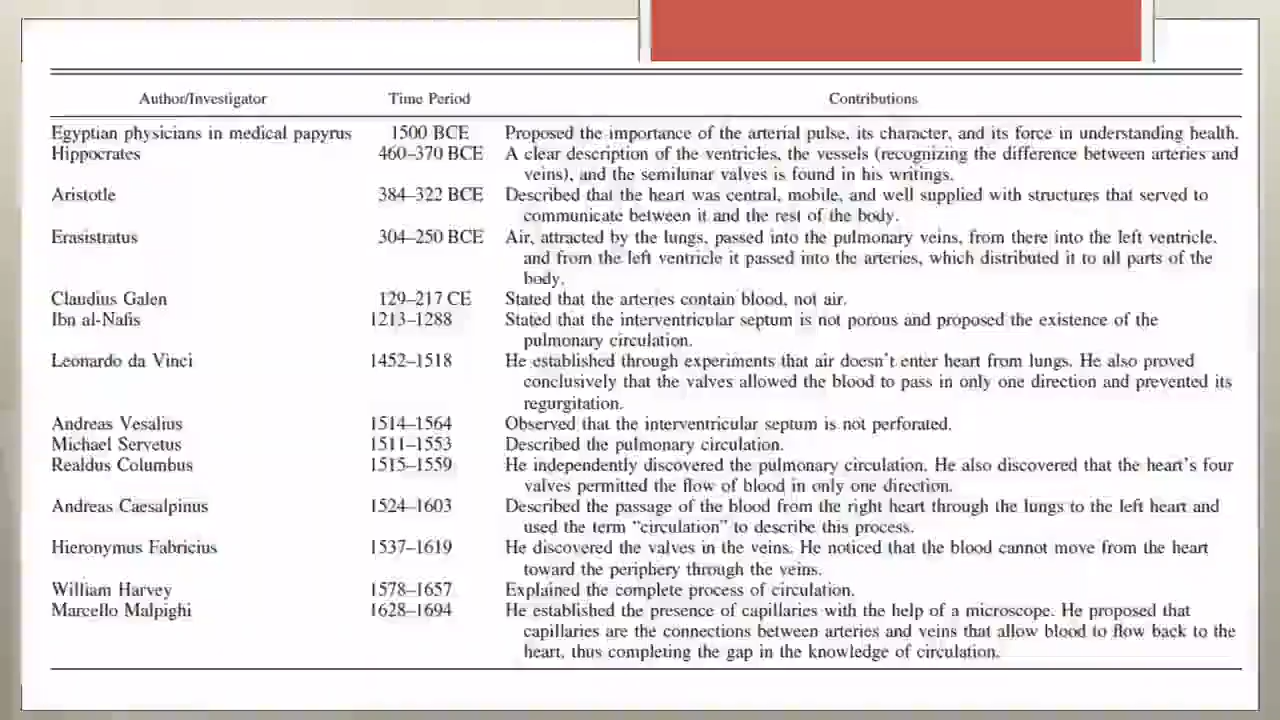 Author/Investigator Time Period Contributions
Egyptian physicians in medical papyrus 1500 BCE Proposed the importance of the arterial pulse, its character, and its force in understanding health.
Hippocrates 460–370 BCE A clear description of the ventricles, the vessels (recognizing the difference between arteries and
veins), and the semilunar valves is found in his writings.
Aristotle 384–322 BCE Described that the heart was central, mobile, and well supplied with structures that served to
communicate between it and the rest of the body.
Erasistratus 304–250 BCE Air, attracted by the lungs, passed into the pulmonary veins, from there into the left ventricle,
and from the left ventricle it passed into the arteries, which distributed it to all parts of the
body.
Claudius Galen 129–217 CE Stated that the arteries contain blood, not air.
Ibn al-Nafis 1213–1288 Stated that the interventricular septum is not porous and proposed the existence of the
pulmonary circulation.
Leonardo da Vinci 1452–1518 He established through experiments that air doesn't enter heart from lungs. He also proved
conclusively that the valves allowed the blood to pass in only one direction and prevented its
regurgitation.
Andreas Vesalius 1514–1564 Observed that the interventricular septum is not perforated.
Michael Servetus 1511–1553 Described the pulmonary circulation.
Realdus Columbus 1515–1559 He independently discovered the pulmonary circulation. He also discovered that the heart's four
valves permitted the flow of blood in only one direction.
Andreas Caesalpinus 1524–1603 Described the passage of the blood from the right heart through the lungs to the left heart and
used the term "circulation" to describe this process.
Hieronymus Fabricius 1537–1619 He discovered the valves in the veins. He noticed that the blood cannot move from the heart
toward the periphery through the veins.
William Harvey 1578–1657 Explained the complete process of circulation.
Marcello Malpighi 1628–1694 He established the presence of capillaries with the help of a microscope. He proposed that
capillaries are the connections between arteries and veins that allow blood to flow back to the
heart, thus completing the gap in the knowledge of circulation.